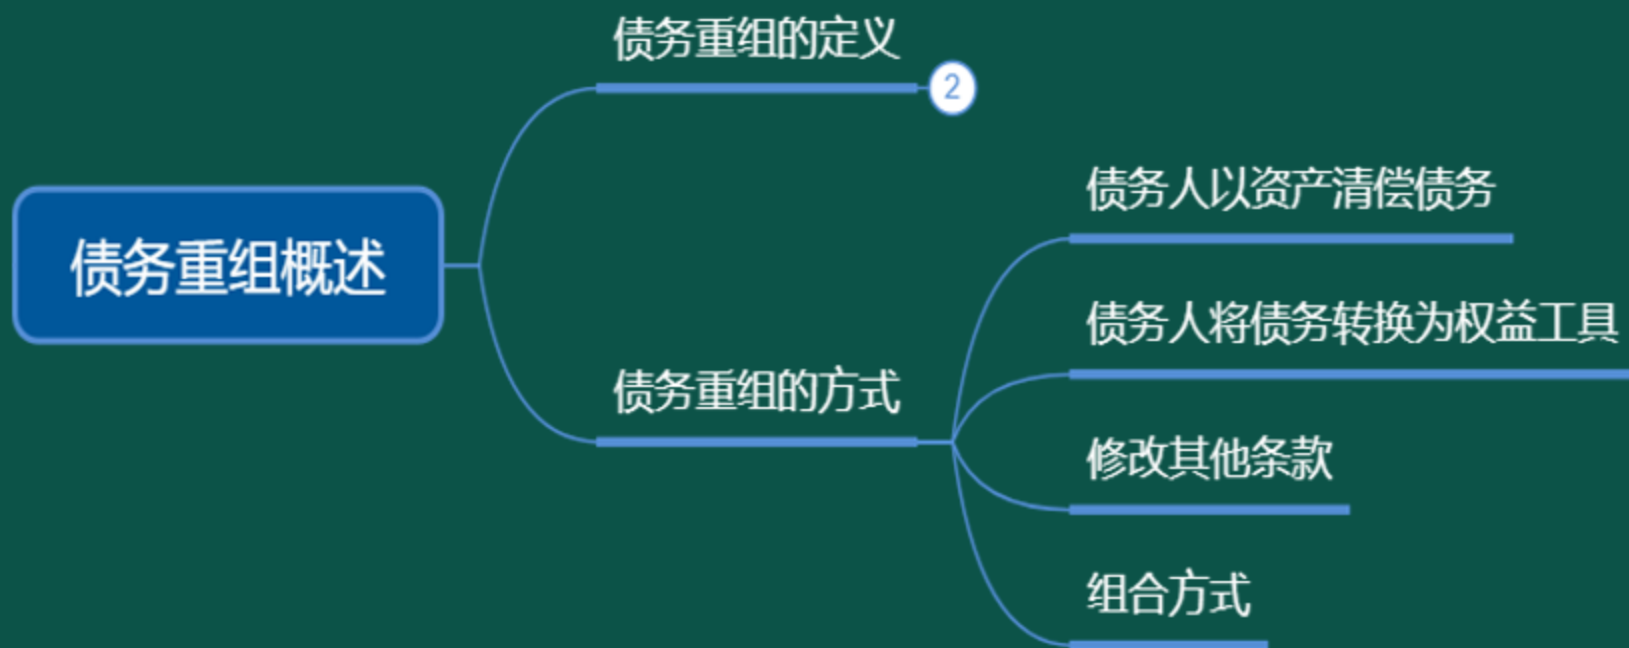 债务重组概述
债务重组的定义
2
债务重组的方式
债务人以资产清偿债务
债务人将债务转换为权益工具
修改其他条款
组合方式